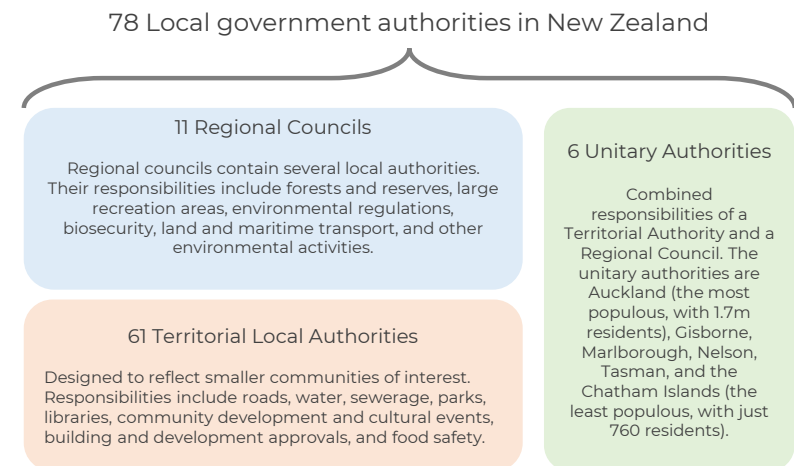 78 Local government authorities in New Zealand
11 Regional Councils
Regional councils contain several local authorities.
Their responsibilities include forests and reserves, large
recreation areas, environmental regulations,
biosecurity, land and maritime transport, and other
environmental activities.
61 Territorial Local Authorities
Designed to reflect smaller communities of interest.
Responsibilities include roads, water, sewerage, parks,
libraries, community development and cultural events,
building and development approvals, and food safety.
6 Unitary Authorities
Combined
responsibilities of a
Territorial Authority and a
Regional Council. The
unitary authorities are
Auckland (the most
populous, with 1.7m
residents), Gisborne,
Marlborough, Nelson,
Tasman, and the
Chatham Islands (the
least populous, with just
760 residents).